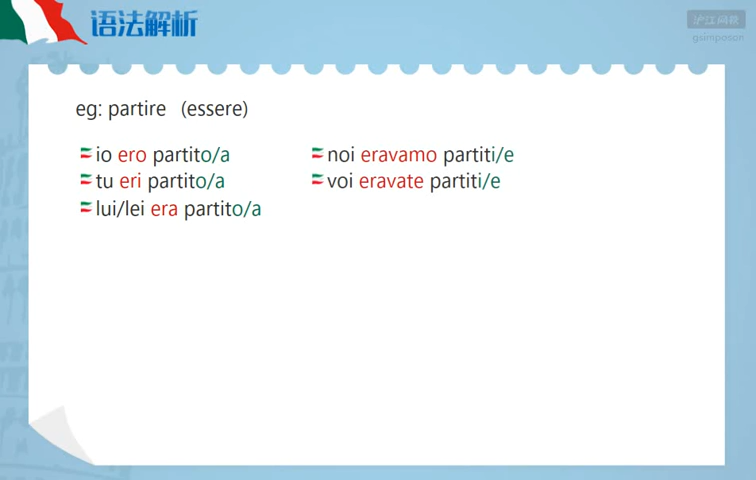 语法解析
沪江网校
gsimposon
eg: partire (essere)
io ero partito/a
tu eri partito/a
lui/lei era partito/a
noi eravamo partiti/e
voi eravate partiti/e